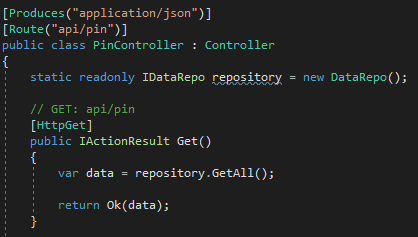 [Produces("application/json")]
[Route("api/pin")]
public class PinController : Controller
{
    static readonly IDataRepo repository = new DataRepo();

    // GET: api/pin
    [HttpGet]
    public IActionResult Get()
    {
        var data = repository.GetAll();

        return Ok(data);
    }